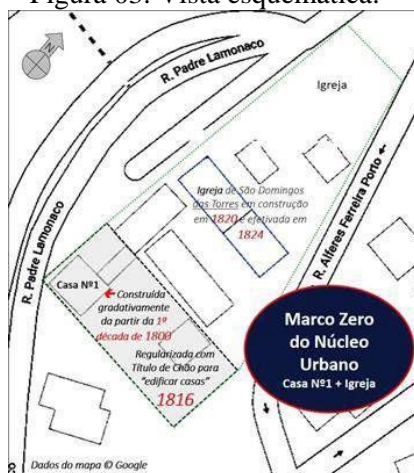 Figura 03. Vista esquemática.
N
R. Padre Lamonaco
Igreja
Igreja de São Domingos
das Torres em construção
em 1820 e efetivada em
1824
R. Alferes Ferreira Porto
R. Padre Lamonaco
Casa Nº1
Construída
gradativamente
da partir da 1ª
década de 1800
Regularizada com
Título de Chão para
"edificar casas"
1816
Marco Zero
do Núcleo
Urbano
Casa Nº1 + Igreja
Dados do mapa © Google